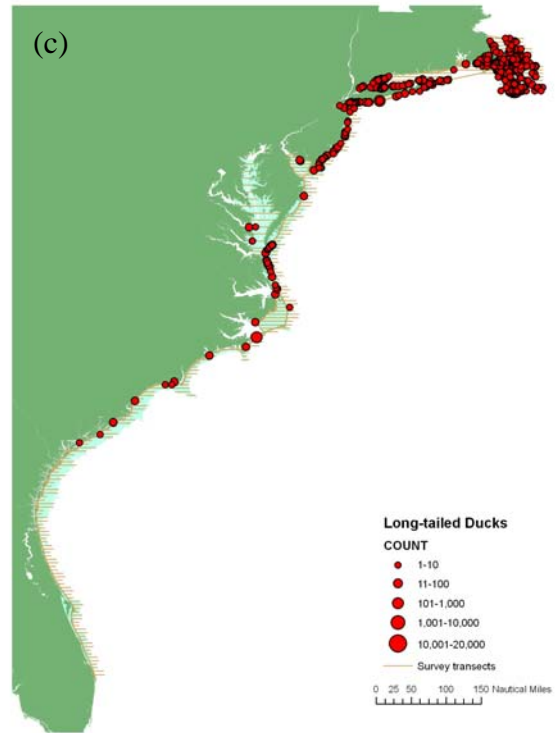 (c)
Long-tailed Ducks
COUNT
1-10
11-100
101-1,000
1,001-10,000
10,001-20,000
Survey transects
0 25 50 100 150 Nautical Miles